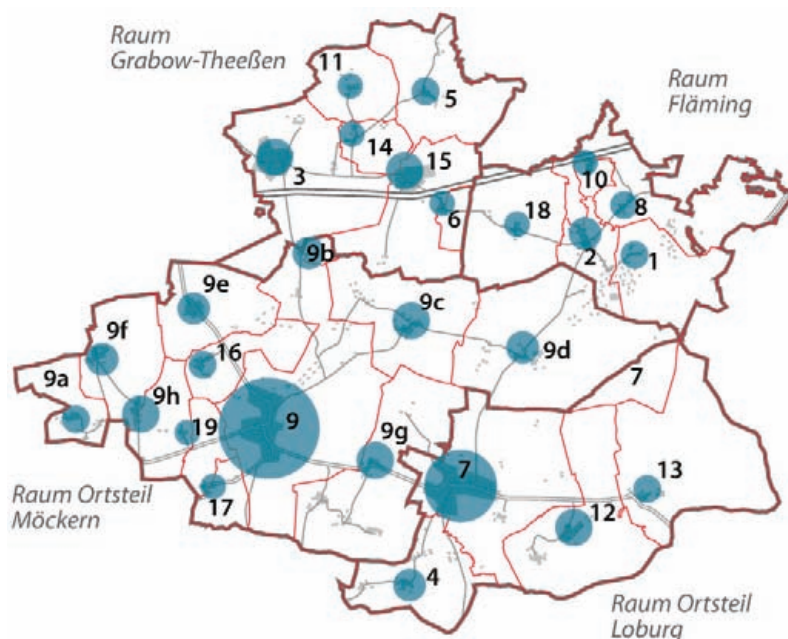 Raum
Grabow-Theeßen
Raum
Fläming
11
5
14
15
3
10
8
6
18
2
1
9b
9e
9c
9d
9f
16
7
9a
9h
19
9
9g
7
13
17
12
4
Raum Ortsteil
Möckern
Raum Ortsteil
Loburg